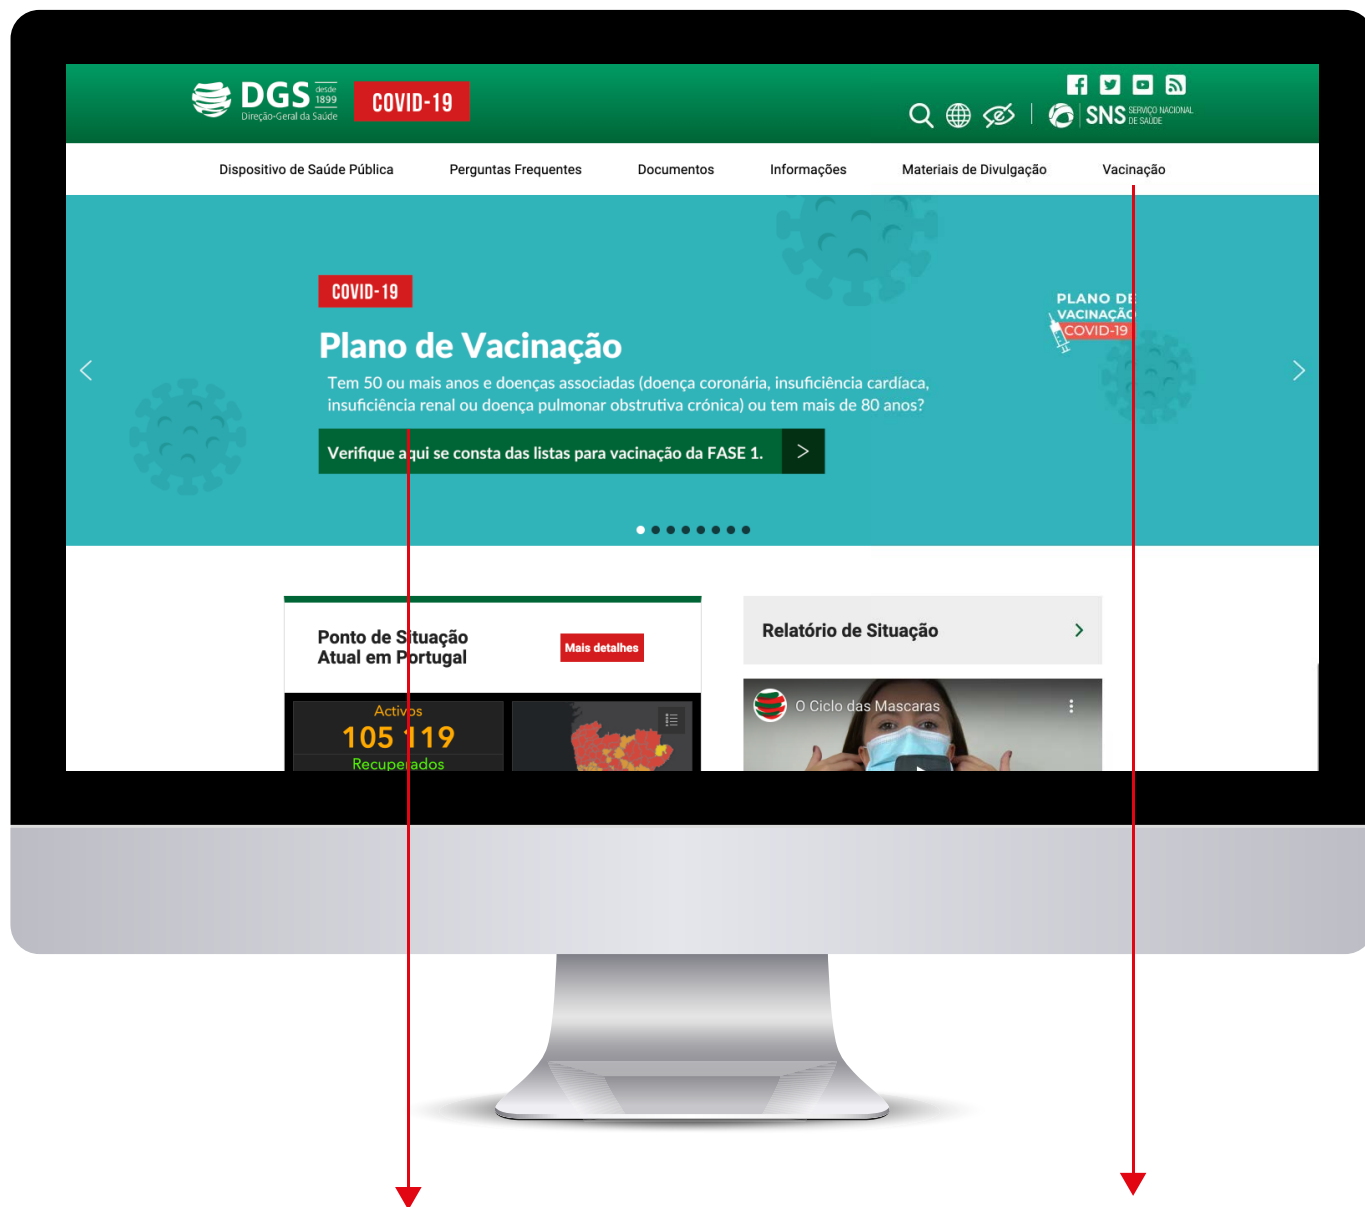 DGS desde 1899
Direção-Geral da Saúde
COVID-19
SNS SERVIÇO NACIONAL DE SAÚDE
Dispositivo de Saúde Pública
Perguntas Frequentes
Documentos
Informações
Materiais de Divulgação
Vacinação
COVID-19
Plano de Vacinação
Tem 50 ou mais anos e doenças associadas (doença coronária, insuficiência cardíaca,
insuficiência renal ou doença pulmonar obstrutiva crónica) ou tem mais de 80 anos?
Verifique aqui se consta das listas para vacinação da FASE 1.
PLANO DE
VACINAÇÃO
COVID-19
Ponto de Situação
Atual em Portugal
Mais detalhes
Relatório de Situação
Activos
105 119
Recuperados
O Ciclo das Mascaras